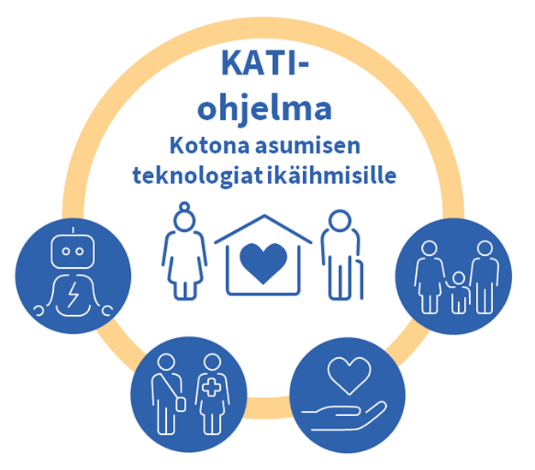 KATI-
ohjelma
Kotona asumisen
teknologiat ikäihmisille